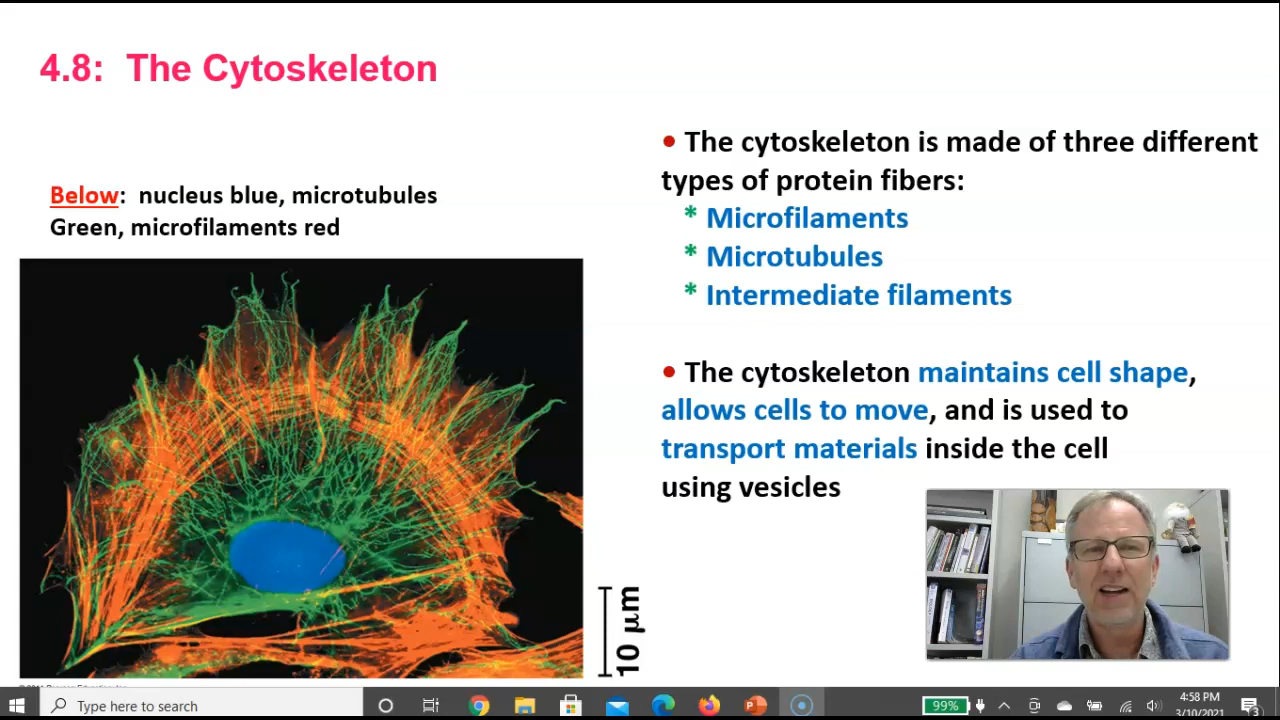 4.8: The Cytoskeleton
Below: nucleus blue, microtubules
Green, microfilaments red
• The cytoskeleton is made of three different
types of protein fibers:
* Microfilaments
* Microtubules
* Intermediate filaments
• The cytoskeleton maintains cell shape,
allows cells to move, and is used to
transport materials inside the cell
using vesicles
10 μm
Type here to search
99%
4:58 PM
3/10/2021
3